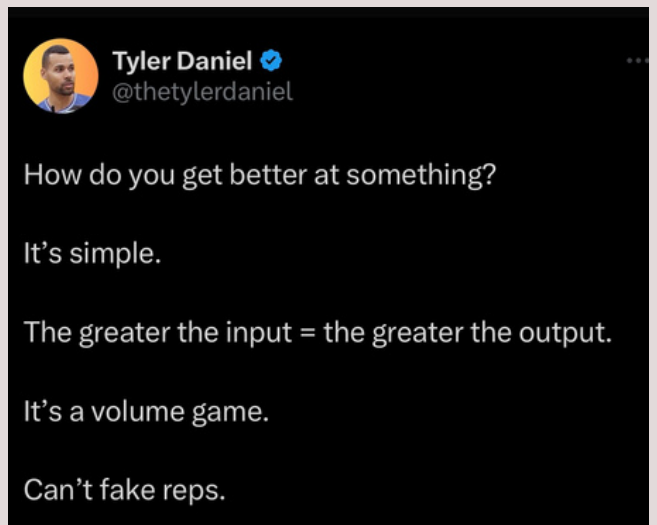 Tyler Daniel
@thetylerdaniel
How do you get better at something?
It’s simple.
The greater the input = the greater the output.
It’s a volume game.
Can’t fake reps.